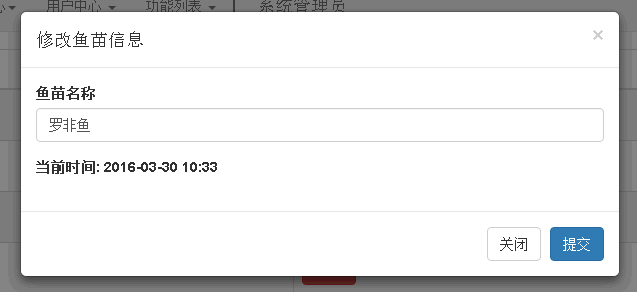 用户中心 功能列表 系统管理员
修改鱼苗信息 ×
鱼苗名称
罗非鱼
当前时间: 2016-03-30 10:33
关闭 提交